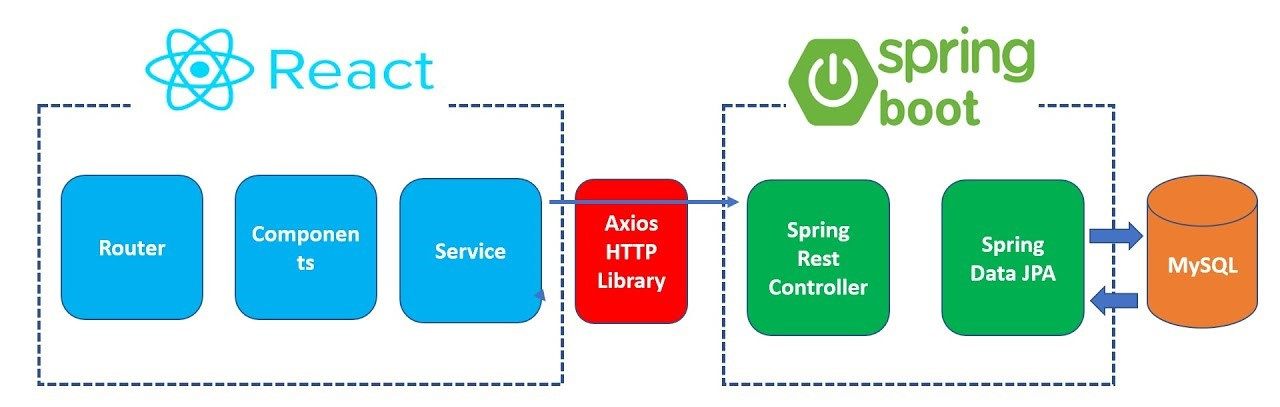 React
spring
boot
Router
Componen
ts
Service
Axios
HTTP
Library
Spring
Rest
Controller
Spring
Data JPA
MySQL